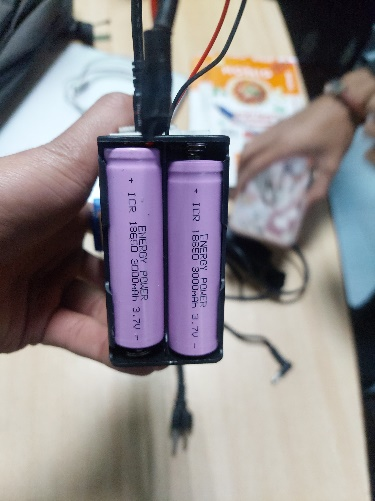 ENERGY POWER
+ ICR 18650 3000mAh 3.7V -
ENERGY POWER
+ ICR 18650 3000mAh 3.7V -